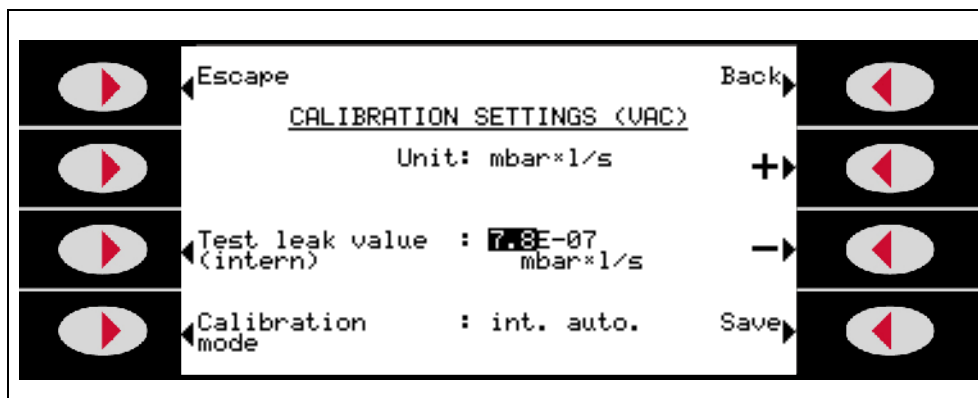 Escape Back
CALIBRATION SETTINGS (VAC)
Unit: mbar*l/s +
Test leak value : 7.8E-07 −
(intern) mbar*l/s
Calibration : int. auto. Save
mode